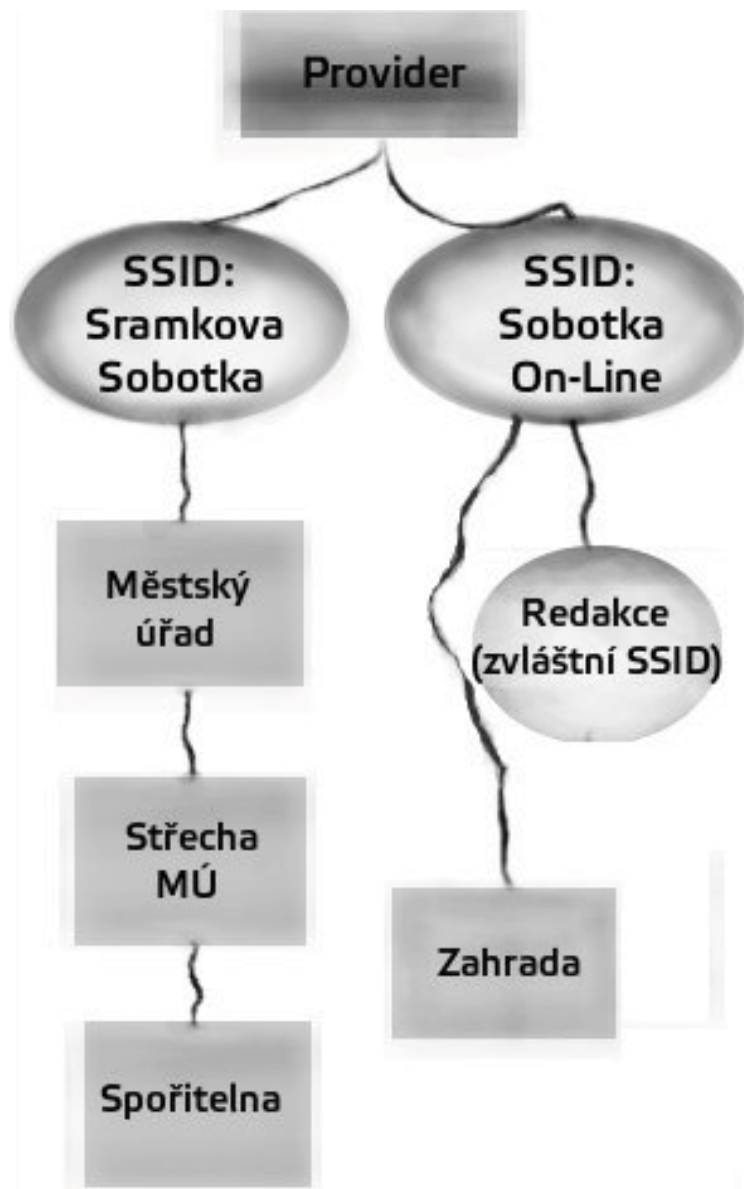 Provider
SSID:
Sramkova
Sobotka
SSID:
Sobotka
On-Line
Městský
úřad
Redakce
(zvláštní SSID)
Střecha
MÚ
Zahrada
Spořitelna